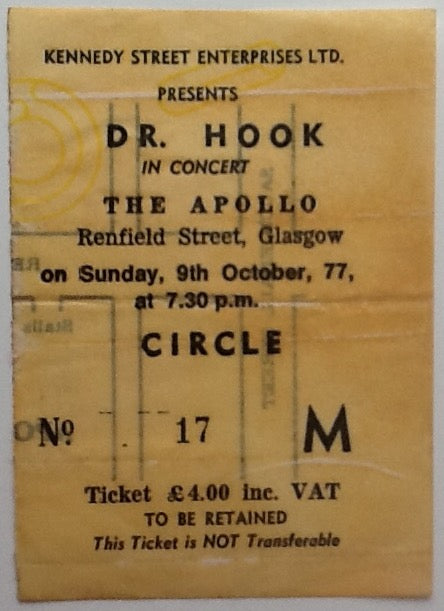 KENNEDY STREET ENTERPRISES LTD.
PRESENTS
DR. HOOK
IN CONCERT
THE APOLLO
Renfield Street, Glasgow
on Sunday, 9th October, 77,
at 7.30 p.m.
CIRCLE
Nº 17 M
Ticket £4.00 inc. VAT
TO BE RETAINED
This Ticket is NOT Transferable